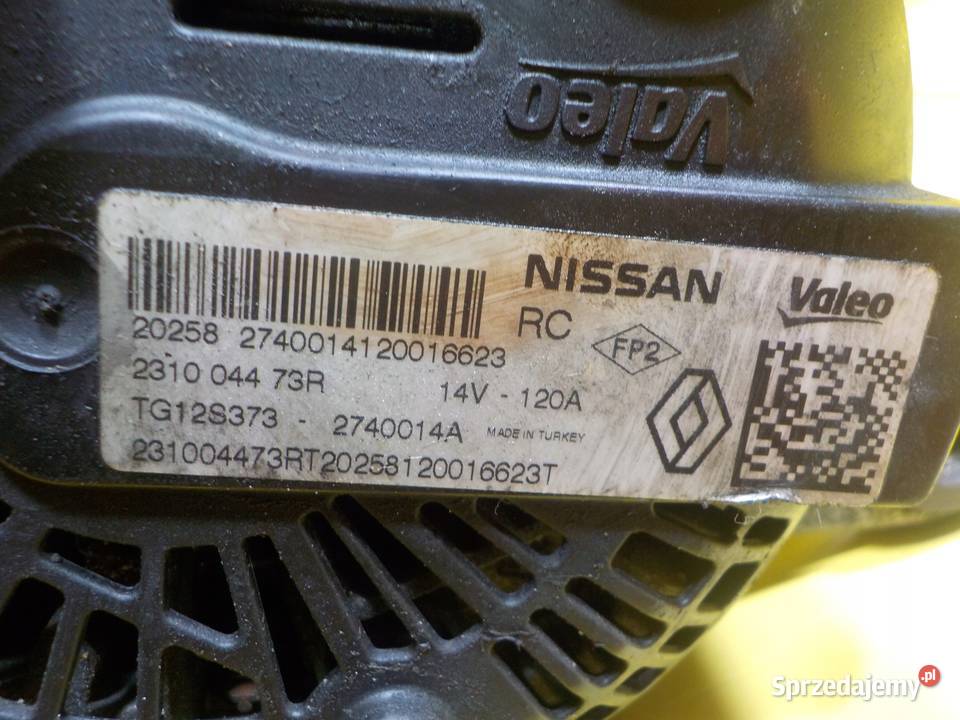 Valeo
NISSAN
Valeo
RC
FP2
20258 2740014120016623
2310 044 73R 14V - 120A
TG12S373 - 2740014A MADE IN TURKEY
231004473RT20258120016623T
Sprzedajemy.pl